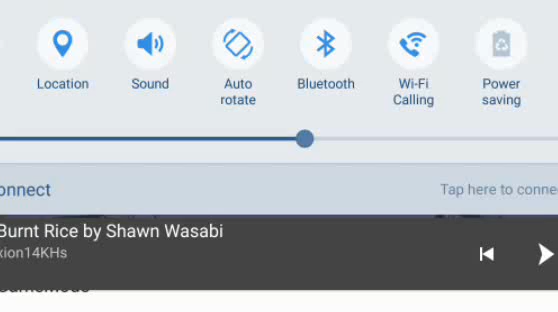 Location Sound Auto rotate Bluetooth Wi-Fi Calling Power saving
onnect Tap here to connec
Burnt Rice by Shawn Wasabi
xion14KHs